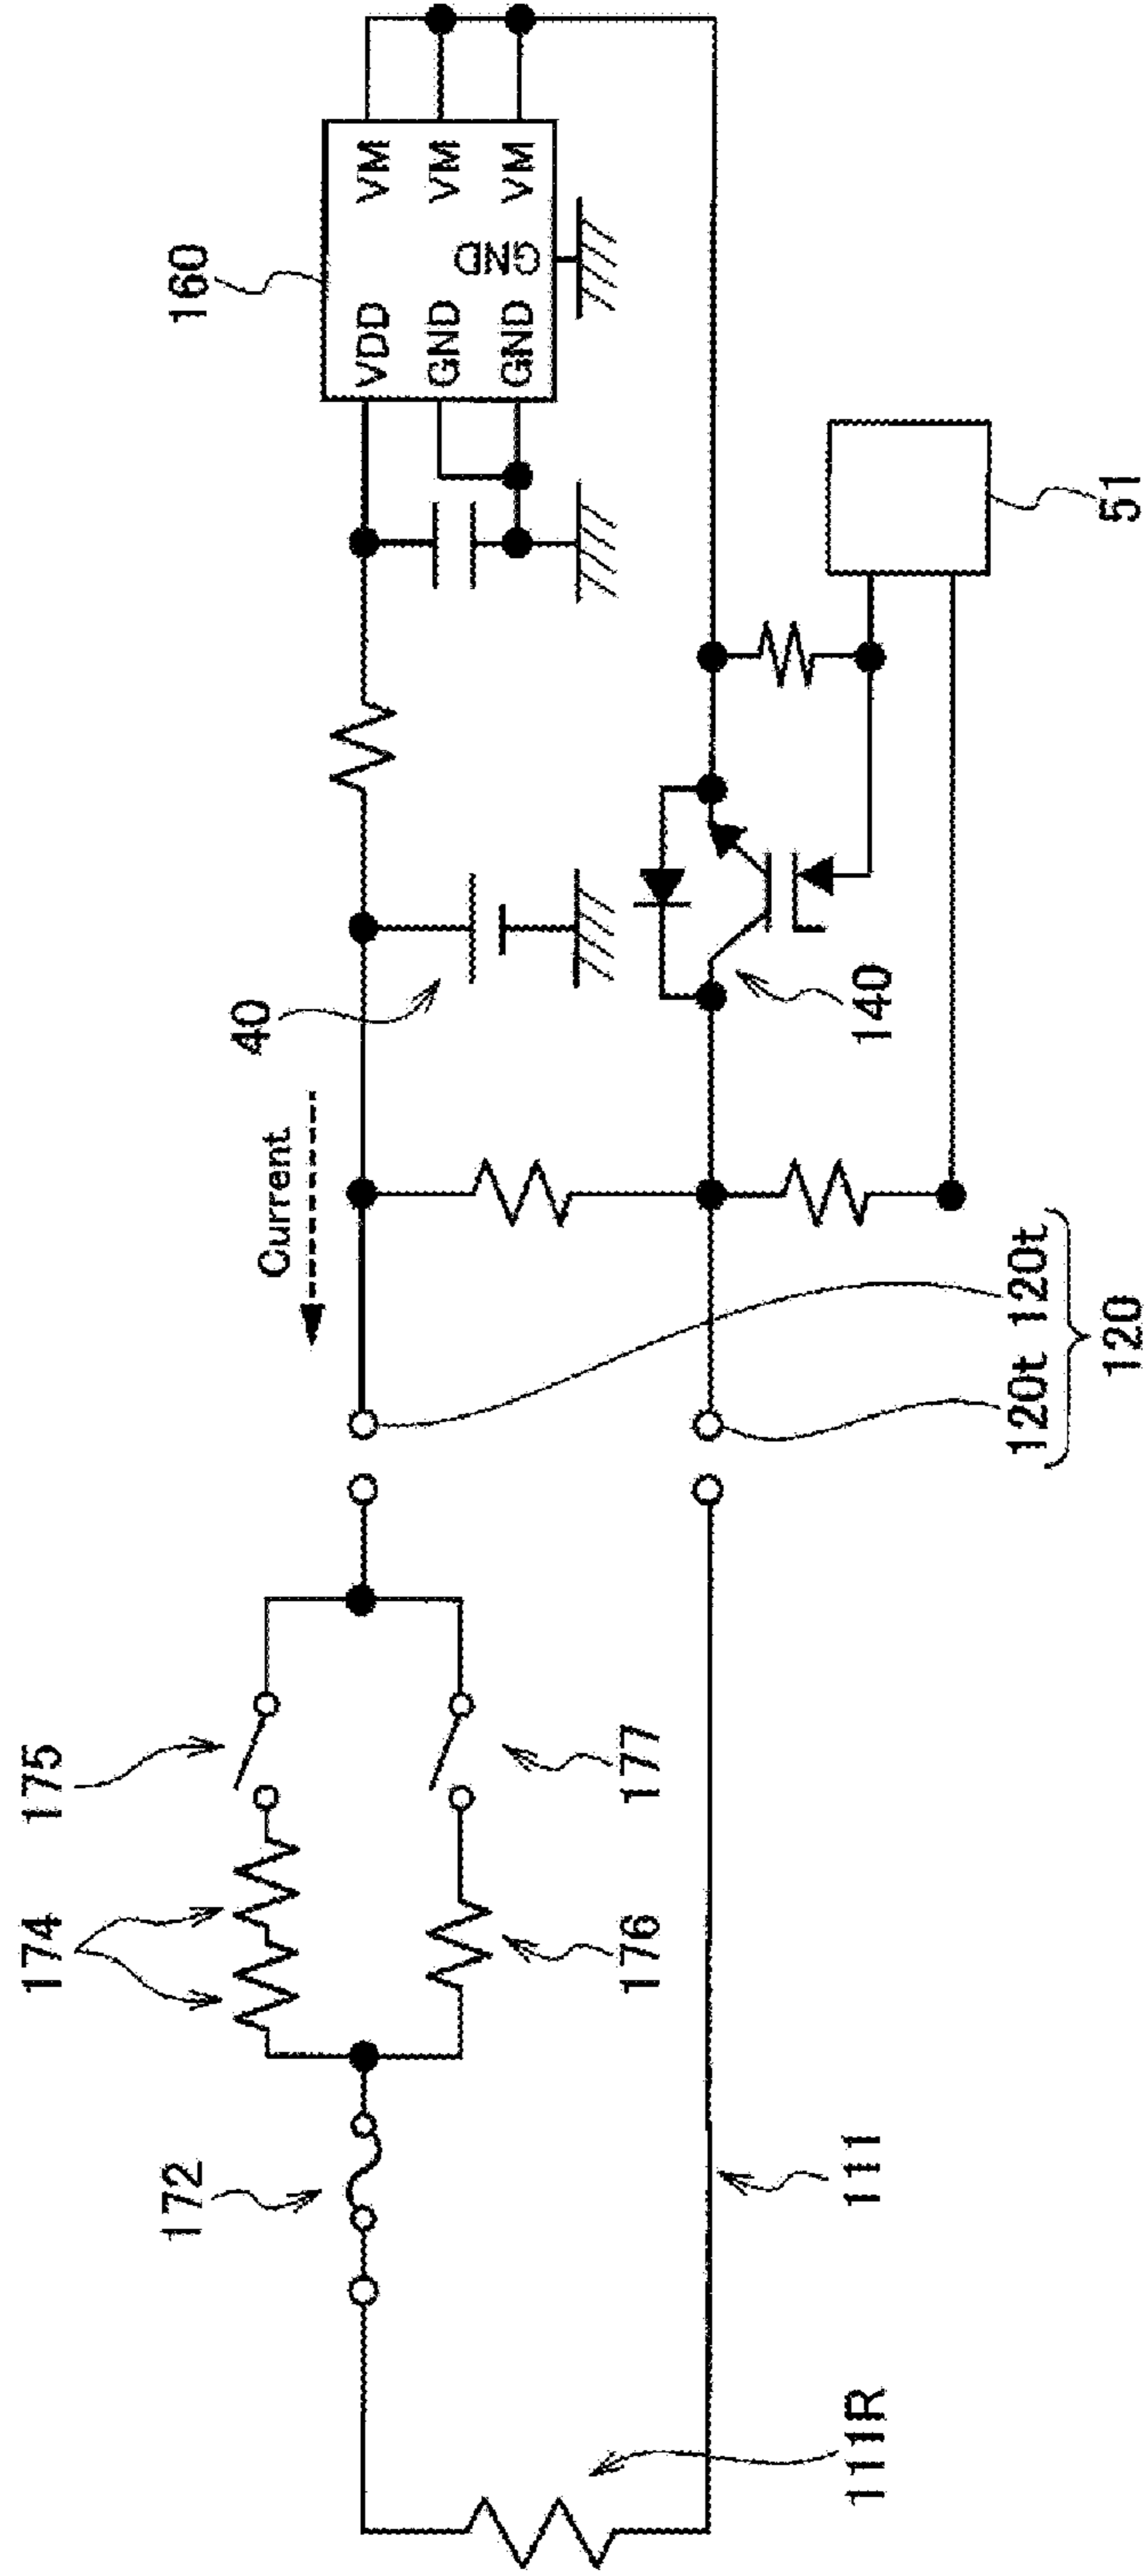 160
VDD
VM
GND
VM
GND
GND
VM
40
Current
51
140
120t 120t
120
175
174
177
176
172
111
111R